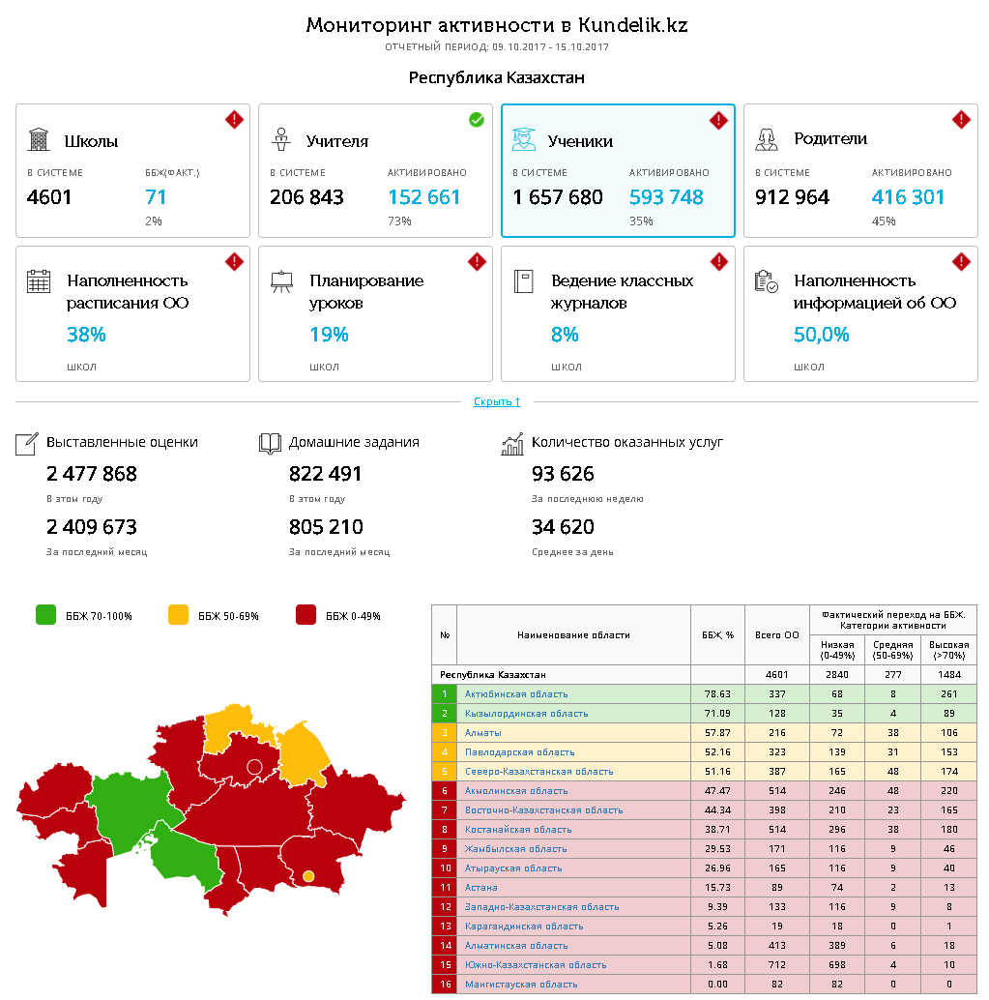 Мониторинг активности в Kundelik.kz
ОТЧЕТНЫЙ ПЕРИОД: 09.10.2017 - 15.10.2017
Республика Казахстан
Школы
В СИСТЕМЕ ББЖ(ФАКТ.)
4601 71
2%
Учителя
В СИСТЕМЕ АКТИВИРОВАНО
206 843 152 661
73%
Ученики
В СИСТЕМЕ АКТИВИРОВАНО
1 657 680 593 748
35%
Родители
В СИСТЕМЕ АКТИВИРОВАНО
912 964 416 301
45%
Наполненность
расписания ОО
38%
ШКОЛ
Планирование
уроков
19%
ШКОЛ
Ведение классных
журналов
8%
ШКОЛ
Наполненность
информацией об ОО
50,0%
ШКОЛ
Скрыть ↑
Выставленные оценки
2 477 868
В этом году
2 409 673
За последний месяц
Домашние задания
822 491
В этом году
805 210
За последний месяц
Количество оказанных услуг
93 626
За последнюю неделю
34 620
Среднее за день
ББЖ 70-100% ББЖ 50-69% ББЖ 0-49%
№ Наименование области ББЖ, % Всего ОО
Фактический переход на ББЖ.
Категории активности
Низкая Средняя Высокая
(0-49%) (50-69%) (>70%)
Республика Казахстан 4601 2840 277 1484
1 Актюбинская область 78.63 337 68 8 261
2 Кызылординская область 71.09 128 35 4 89
3 Алматы 57.87 216 72 38 106
4 Павлодарская область 52.16 323 139 31 153
5 Северо-Казахстанская область 51.16 387 165 48 174
6 Акмолинская область 47.47 514 246 48 220
7 Восточно-Казахстанская область 44.34 398 210 23 165
8 Костанайская область 38.71 514 296 38 180
9 Жамбылская область 29.53 171 116 9 46
10 Атырауская область 26.96 165 116 9 40
11 Астана 15.73 89 74 2 13
12 Западно-Казахстанская область 9.39 133 116 9 8
13 Карагандинская область 5.26 19 18 0 1
14 Алматинская область 5.08 413 389 6 18
15 Южно-Казахстанская область 1.68 712 698 4 10
16 Мангистауская область 0.00 82 82 0 0